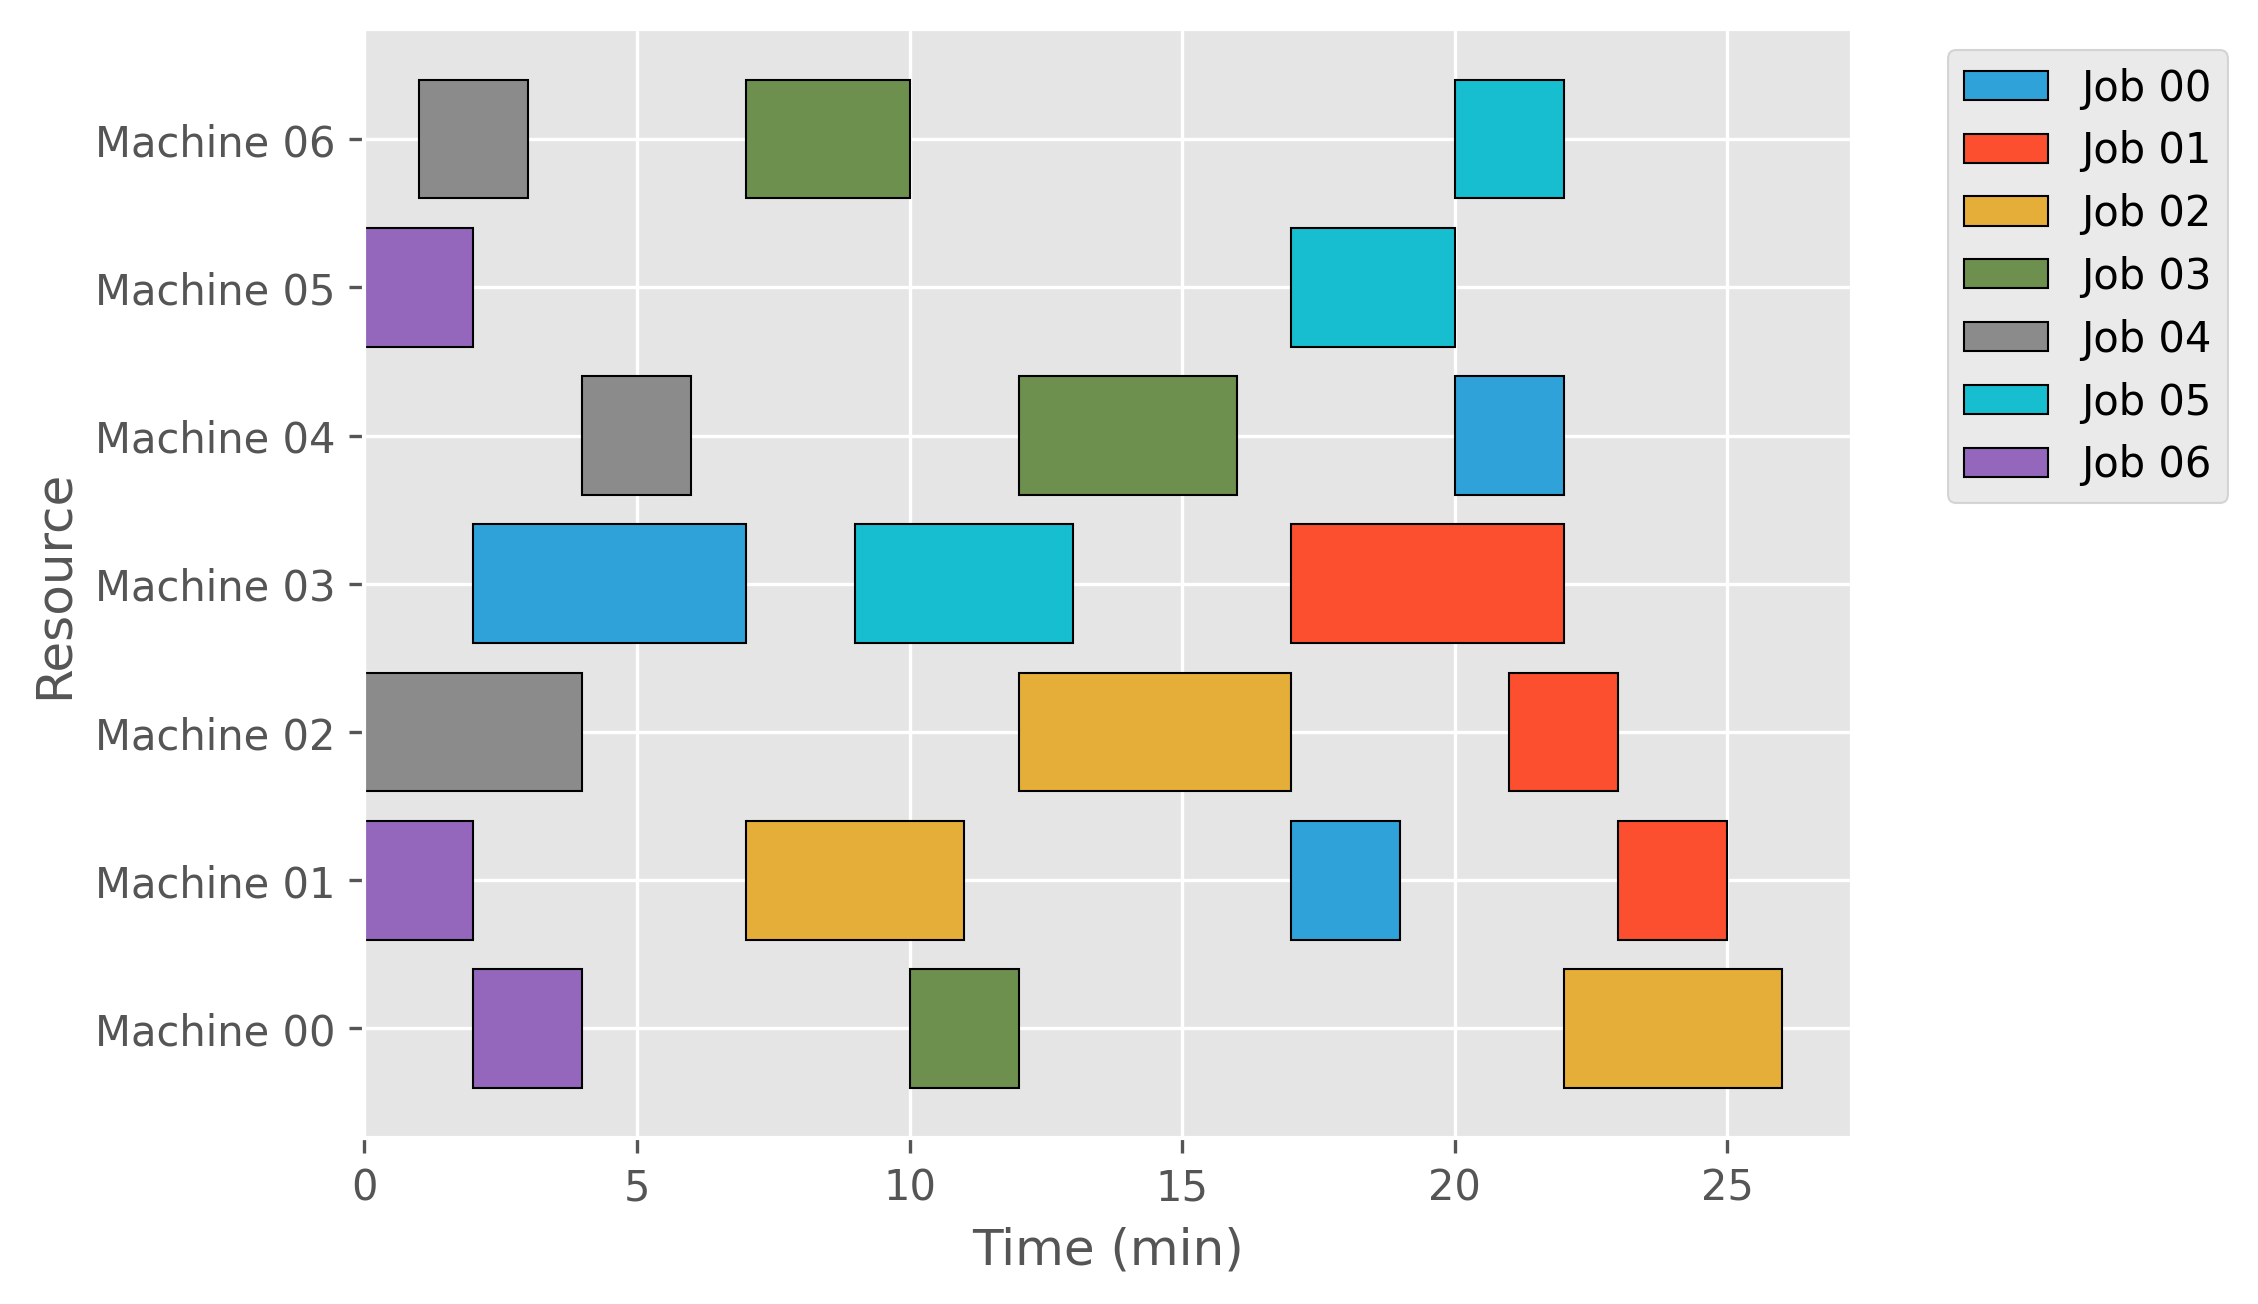 Machine 06
Machine 05
Machine 04
Machine 03
Machine 02
Machine 01
Machine 00
Resource
0 5 10 15 20 25
Time (min)
Job 00
Job 01
Job 02
Job 03
Job 04
Job 05
Job 06